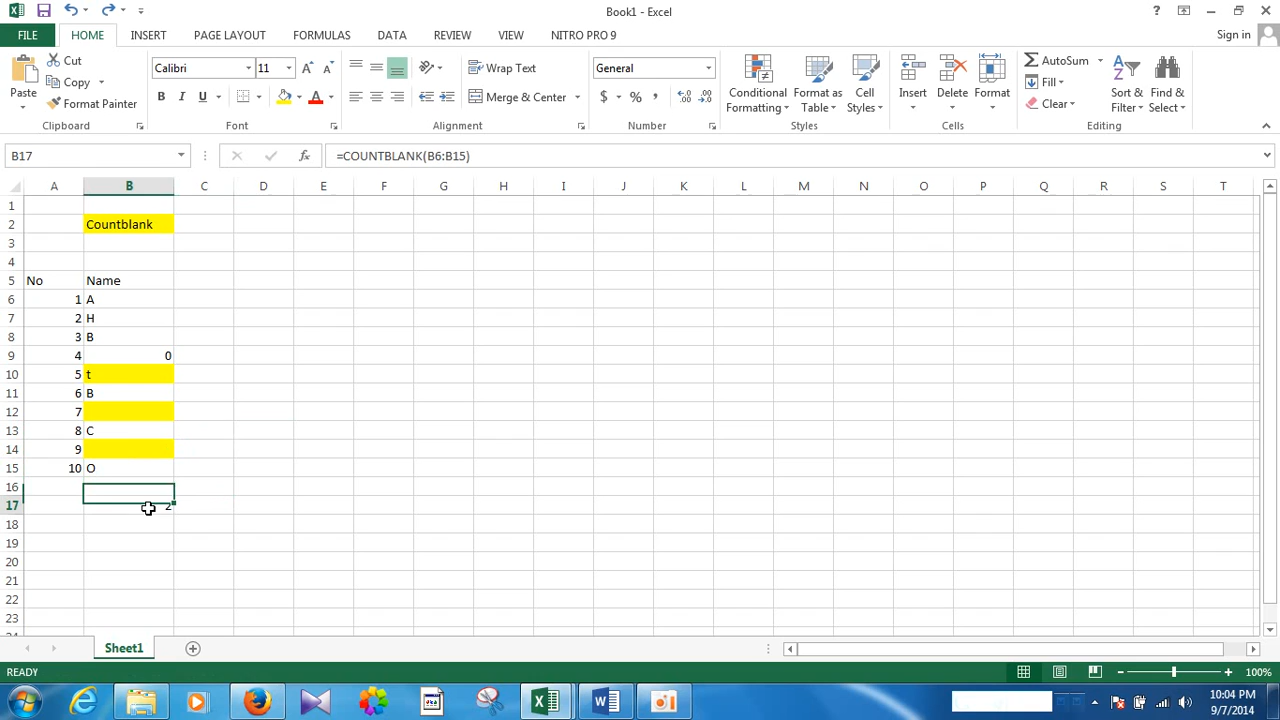 Book1 - Excel
?
FILE HOME INSERT PAGE LAYOUT FORMULAS DATA REVIEW VIEW NITRO PRO 9 Sign in
Paste
Cut
Copy
Format Painter
Clipboard
Calibri 11
B I U
Font
Wrap Text
Merge & Center
Alignment
General
$ % ,
Number
Conditional Formatting
Format as Table
Cell Styles
Styles
Insert
Delete
Format
Cells
AutoSum
Fill
Clear
Sort & Filter
Find & Select
Editing
B17 fx =COUNTBLANK(B6:B15)
A B C D E F G H I J K L M N O P Q R S T
1
2 Countblank
3
4
5 No Name
6 1 A
7 2 H
8 3 B
9 4 0
10 5 t
11 6 B
12 7
13 8 C
14 9
15 10 O
16
17 2
18
19
20
21
22
23
24
Sheet1
READY 100%
10:04 PM
9/7/2014